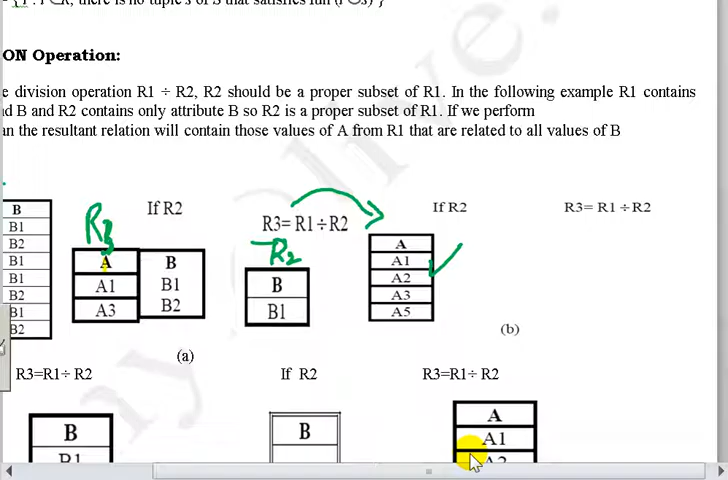 ON Operation:
e division operation R1 ÷ R2, R2 should be a proper subset of R1. In the following example R1 contains
nd B and R2 contains only attribute B so R2 is a proper subset of R1. If we perform
an the resultant relation will contain those values of A from R1 that are related to all values of B
B
B1
B2
B1
B1
B2
B1
B2
R3
If R2
A
A1
A3
B
B1
B2
(a)
R3= R1 ÷ R2
R2
B
B1
If R2
A
A1
A2
A3
A5
R3= R1 ÷ R2
(b)
R3=R1÷ R2
If R2
R3=R1÷ R2
B
B1
B
A
A1
A2